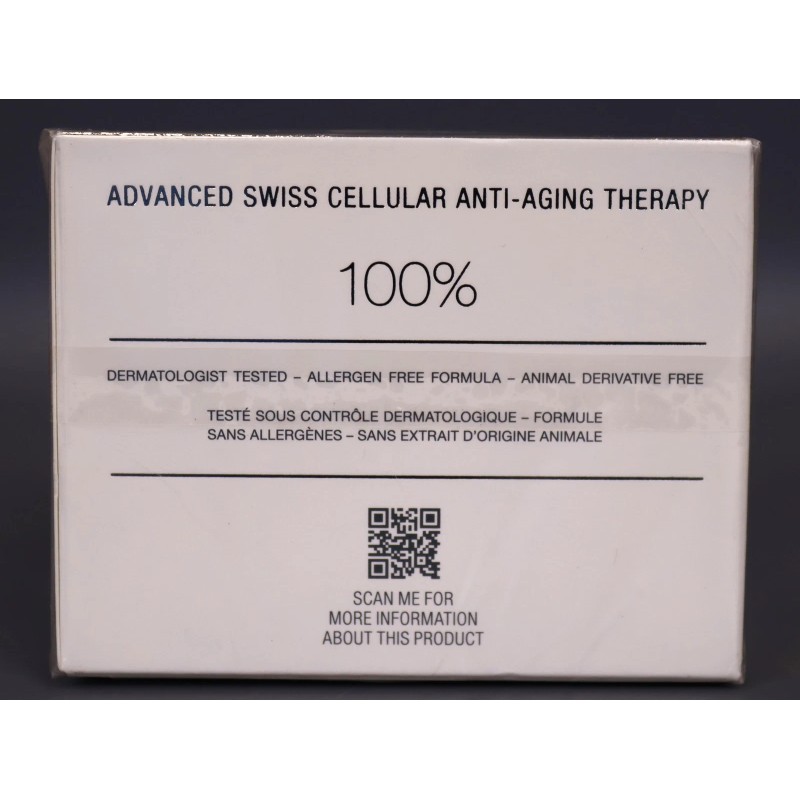 ADVANCED SWISS CELLULAR ANTI-AGING THERAPY
100%
DERMATOLOGIST TESTED – ALLERGEN FREE FORMULA – ANIMAL DERIVATIVE FREE
TESTÉ SOUS CONTRÔLE DERMATOLOGIQUE – FORMULE
SANS ALLERGÈNES – SANS EXTRAIT D'ORIGINE ANIMALE
SCAN ME FOR
MORE INFORMATION
ABOUT THIS PRODUCT